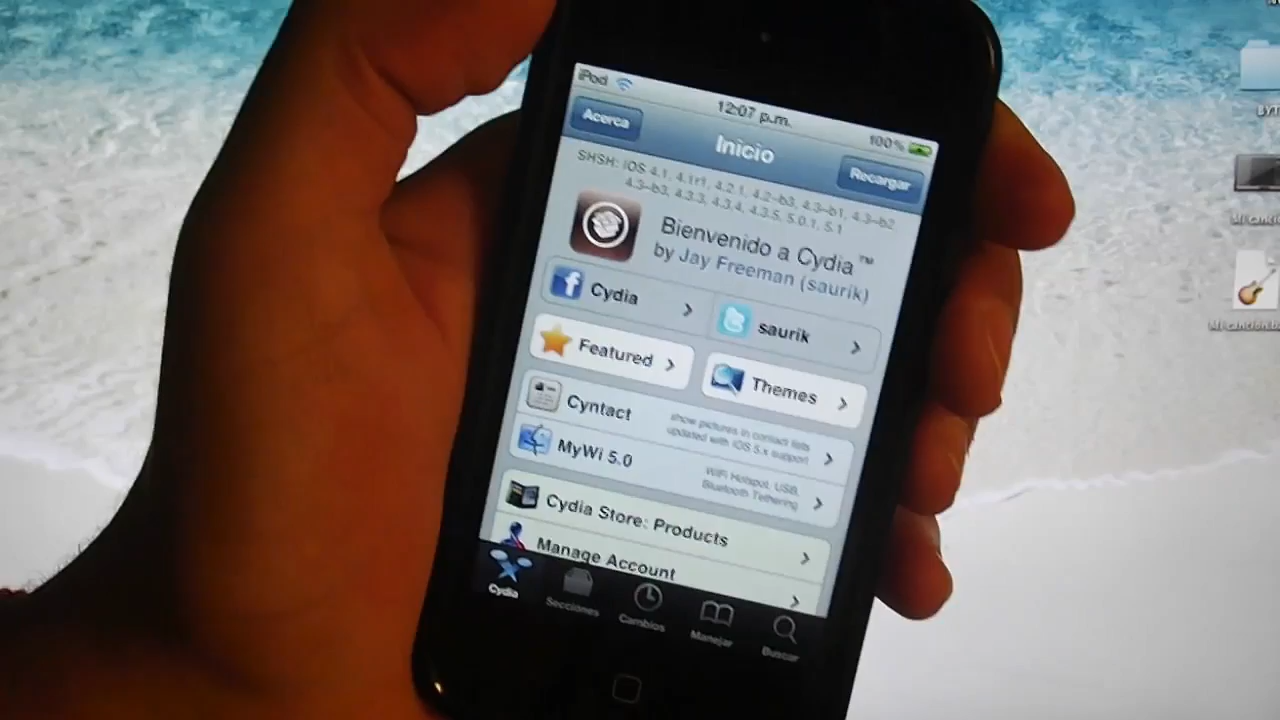 iPod
12:07 p.m.
100%
Acerca
Inicio
Recargar
SHSH: iOS 4.1, 4.1r1, 4.2.1, 4.2-b3, 4.3-b1, 4.3-b2,
4.3-b3, 4.3.3, 4.3.4, 4.3.5, 5.0.1, 5.1
Bienvenido a Cydia™
by Jay Freeman (saurik)
Cydia
saurik
Featured
Themes
Cyntact
show pictures in contact lists
updated with iOS 5.x support
MyWi 5.0
WiFi Hotspot, USB,
Bluetooth Tethering
Cydia Store: Products
Manage Account
Cydia
Secciones
Cambios
Manejar
Buscar